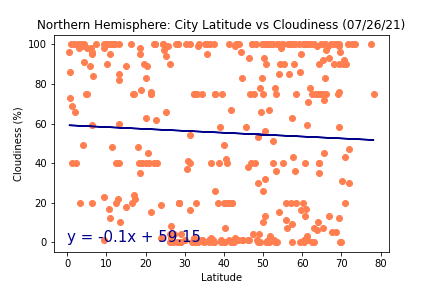 Northern Hemisphere: City Latitude vs Cloudiness (07/26/21)
100
80
60
40
20
0
Cloudiness (%)
y = -0.1x + 59.15
0 10 20 30 40 50 60 70 80
Latitude